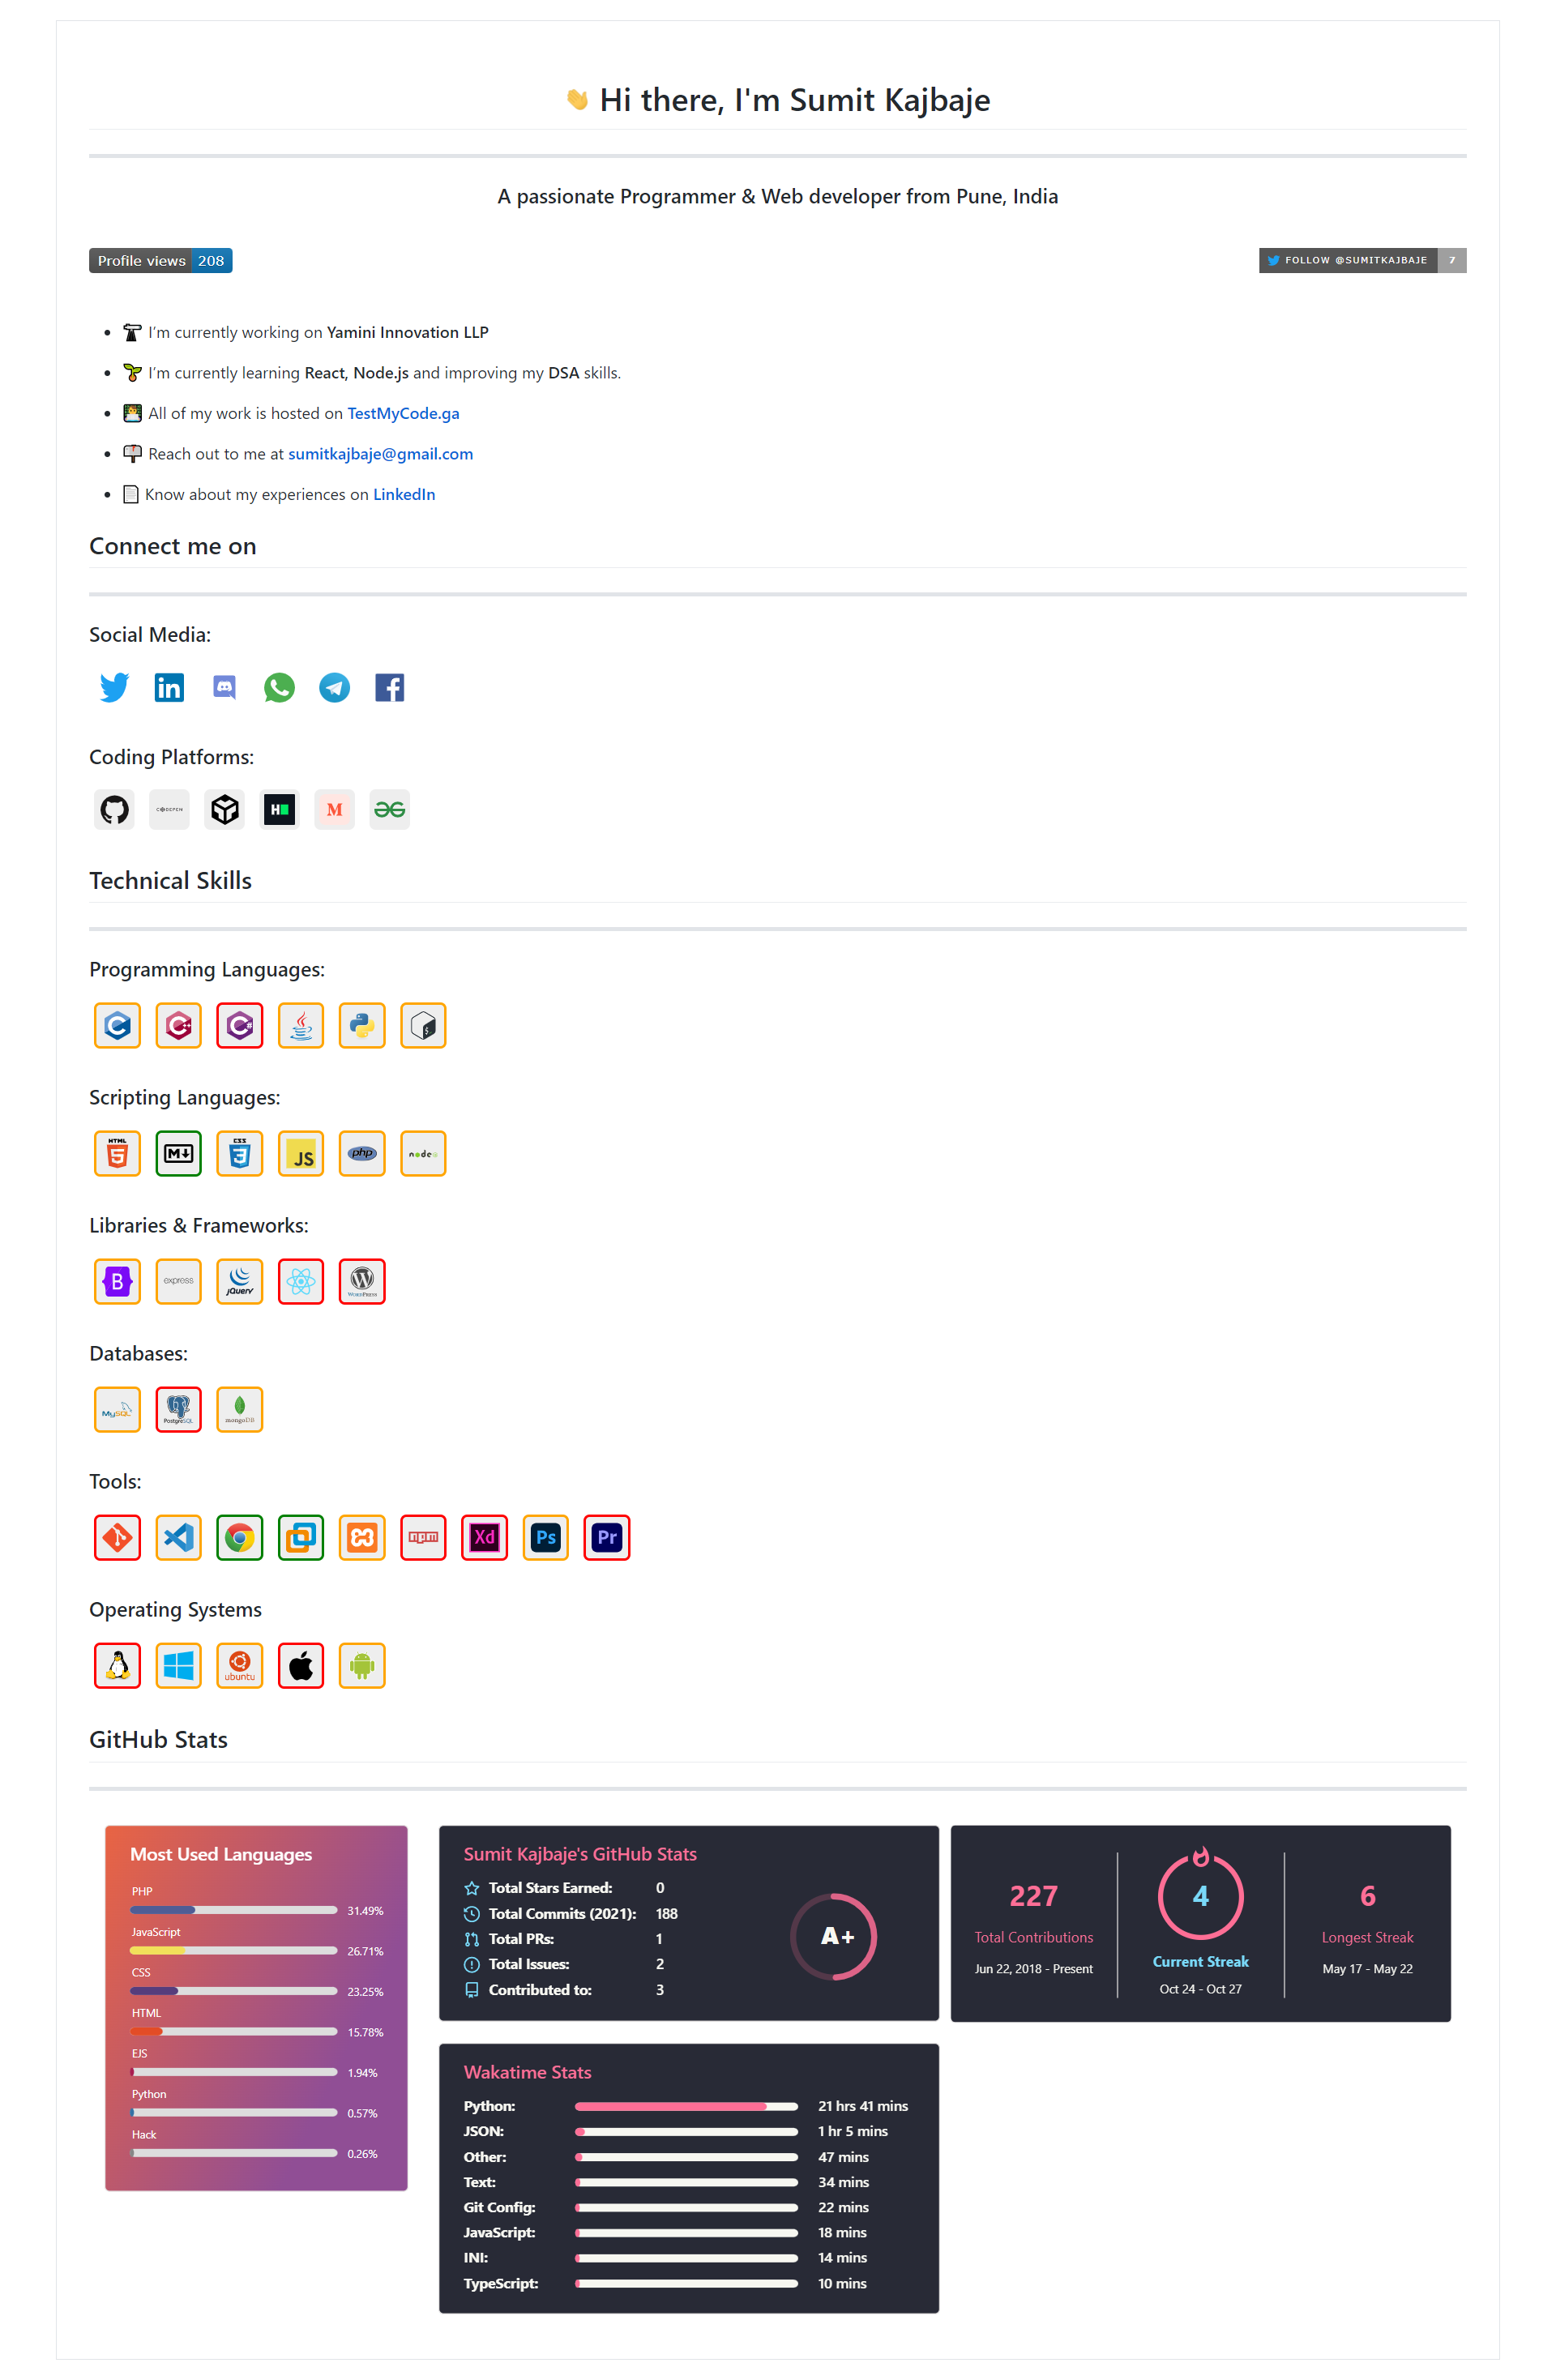 👋 Hi there, I'm Sumit Kajbaje
A passionate Programmer & Web developer from Pune, India
Profile views 208
FOLLOW @SUMITKAJBAJE 7
I'm currently working on Yamini Innovation LLP
I'm currently learning React, Node.js and improving my DSA skills.
All of my work is hosted on TestMyCode.ga
Reach out to me at sumitkajbaje@gmail.com
Know about my experiences on LinkedIn
Connect me on
Social Media:
in
Coding Platforms:
CODEPEN
H
M
Technical Skills
Programming Languages:
C
C++
C#
$
Scripting Languages:
HTML 5
M
CSS 3
JS
php
node
Libraries & Frameworks:
B
express
jQuery
WordPress
Databases:
MySQL
PostgreSQL
mongoDB
Tools:
npm
Xd
Ps
Pr
Operating Systems
ubuntu
GitHub Stats
Most Used Languages
PHP
31.49%
JavaScript
26.71%
CSS
23.25%
HTML
15.78%
EJS
1.94%
Python
0.57%
Hack
0.26%
Sumit Kajbaje's GitHub Stats
Total Stars Earned: 0
Total Commits (2021): 188
Total PRs: 1
Total Issues: 2
Contributed to: 3
A+
227
Total Contributions
Jun 22, 2018 - Present
4
Current Streak
Oct 24 - Oct 27
6
Longest Streak
May 17 - May 22
Wakatime Stats
Python: 21 hrs 41 mins
JSON: 1 hr 5 mins
Other: 47 mins
Text: 34 mins
Git Config: 22 mins
JavaScript: 18 mins
INI: 14 mins
TypeScript: 10 mins